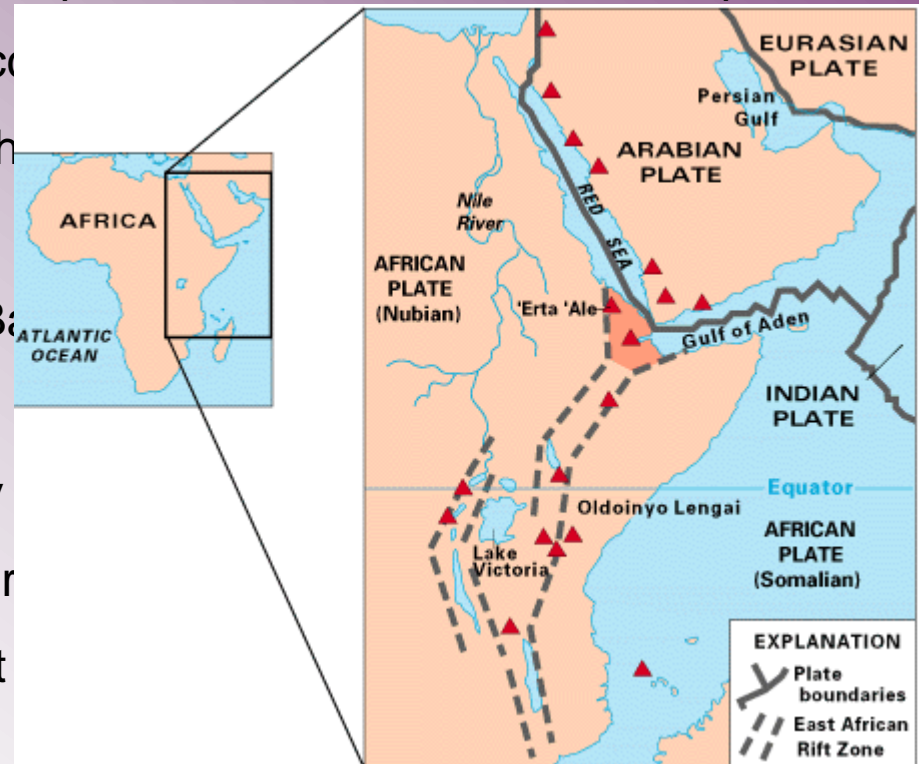 EURASIAN
PLATE
Persian
Gulf
ARABIAN
PLATE
AFRICA
Nile
River
RED
SEA
AFRICAN
PLATE
(Nubian)
'Erta 'Ale
Gulf of Aden
ATLANTIC
OCEAN
INDIAN
PLATE
Equator
Oldoinyo Lengai
AFRICAN
PLATE
(Somalian)
Lake
Victoria
EXPLANATION
Plate
boundaries
East African
Rift Zone